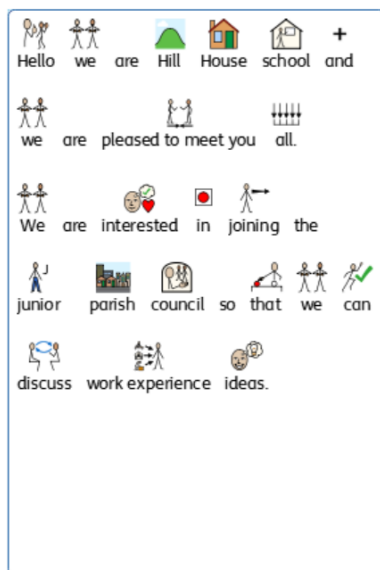 Hello we are Hill House school and
we are pleased to meet you all.
We are interested in joining the
junior parish council so that we can
discuss work experience ideas.